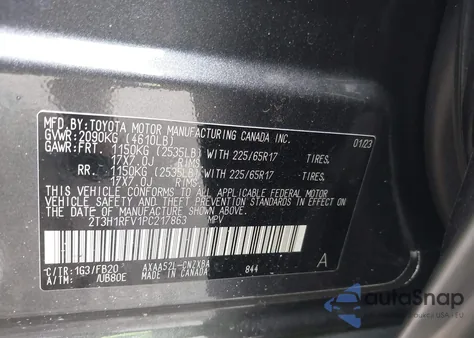 MFD. BY: TOYOTA MOTOR MANUFACTURING CANADA INC.
GVWR: 2090KG (4610LB) 01/23
GAWR: FRT. 1150KG (2535LB) WITH 225/65R17 TIRES,
17X7.0J RIMS
RR. 1150KG (2535LB) WITH 225/65R17 TIRES,
17X7.0J RIMS
THIS VEHICLE CONFORMS TO ALL APPLICABLE FEDERAL MOTOR
VEHICLE SAFETY AND THEFT PREVENTION STANDARDS IN
EFFECT ON THE DATE OF MANUFACTURE SHOWN ABOVE.
2T3H1RFV1PC217863 MPV
C/TR: 1G3/FB20 AXAA52L-CNZXBA 844 A
A/TM: /UB80E MADE IN CANADA
autoSnap